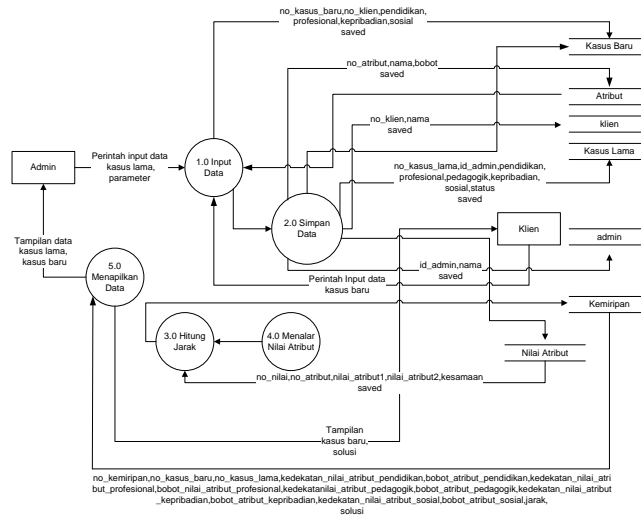 no_kasus_baru,no_klien,pendidikan,
profesional,kepribadian,sosial
saved
Kasus Baru
no_atribut,nama,bobot
saved
Atribut
no_klien,nama
saved
klien
Kasus Lama
Admin
Perintah input data
kasus lama,
parameter
1.0 Input
Data
no_kasus_lama,id_admin,pendidikan,
profesional,pedagogik,kepribadian,
sosial,status
saved
2.0 Simpan
Data
Klien
admin
Tampilan data
kasus lama,
kasus baru
5.0
Menapilkan
Data
id_admin,nama
saved
Perintah Input data
kasus baru
Kemiripan
3.0 Hitung
Jarak
4.0 Menalar
Nilai Atribut
Nilai Atribut
no_nilai,no_atribut,nilai_atribut1,nilai_atribut2,kesamaan
saved
Tampilan
kasus baru,
solusi
no_kemiripan,no_kasus_baru,no_kasus_lama,kedekatan_nilai_atribut_pendidikan,bobot_atribut_pendidikan,kedekatan_nilai_atri
but_profesional,bobot_nilai_atribut_profesional,kedekatanilai_atribut_pedagogik,bobot_atribut_pedagogik,kedekatan_nilai_atribut
_kepribadian,bobot_atribut_kepribadian,kedekatan_nilai_atribut_sosial,bobot_atribut_sosial,jarak,
solusi